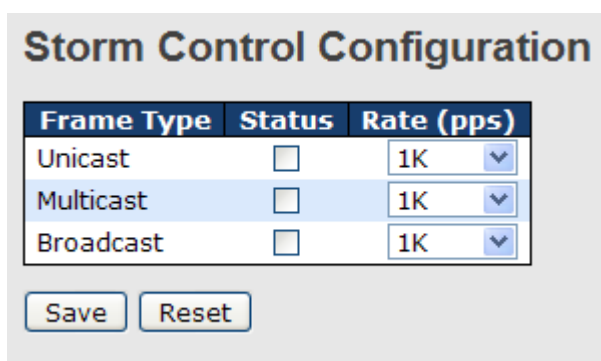 Storm Control Configuration
Frame Type Status Rate (pps)
Unicast 1K
Multicast 1K
Broadcast 1K
Save Reset